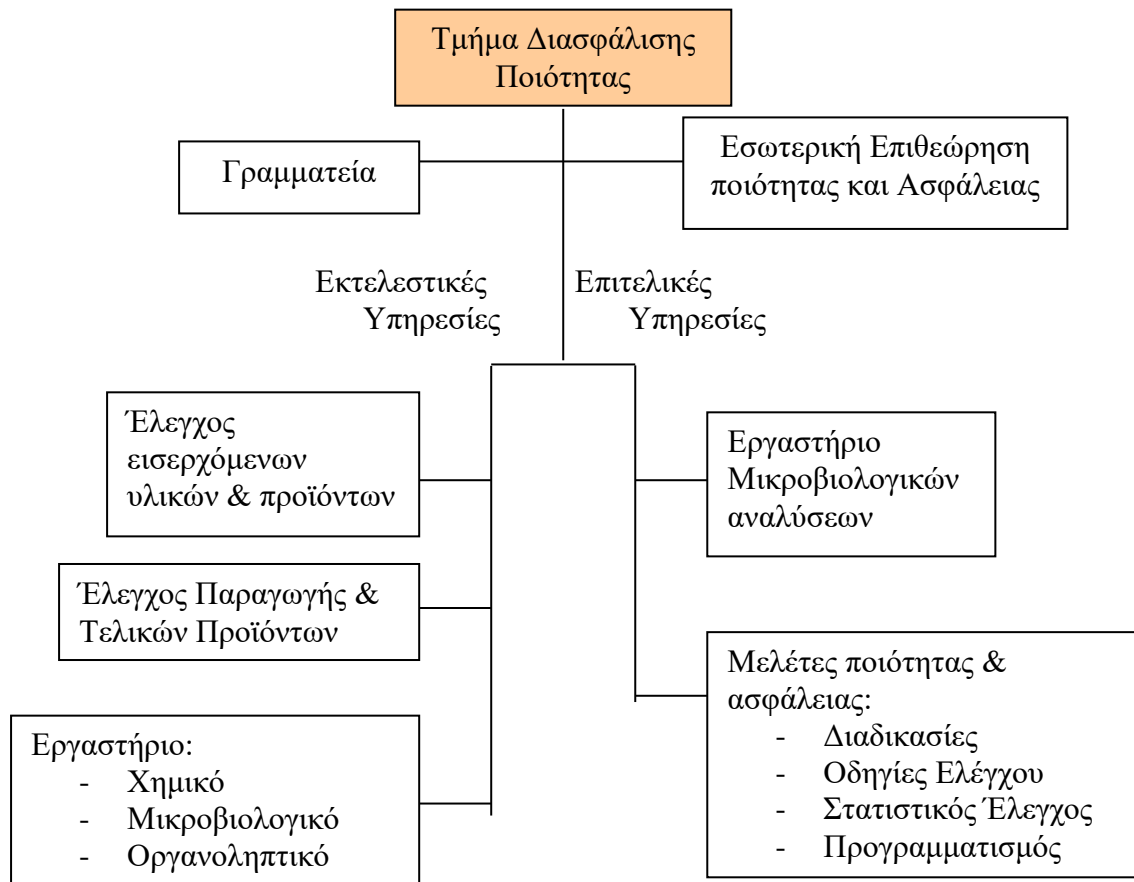 Τμήμα Διασφάλισης
Ποιότητας
Γραμματεία
Εσωτερική Επιθεώρηση
ποιότητας και Ασφάλειας
Εκτελεστικές
Υπηρεσίες
Επιτελικές
Υπηρεσίες
Έλεγχος
εισερχόμενων
υλικών & προϊόντων
Εργαστήριο
Μικροβιολογικών
αναλύσεων
Έλεγχος Παραγωγής &
Τελικών Προϊόντων
Μελέτες ποιότητας &
ασφάλειας:
- Διαδικασίες
- Οδηγίες Ελέγχου
- Στατιστικός Έλεγχος
- Προγραμματισμός
Εργαστήριο:
- Χημικό
- Μικροβιολογικό
- Οργανοληπτικό